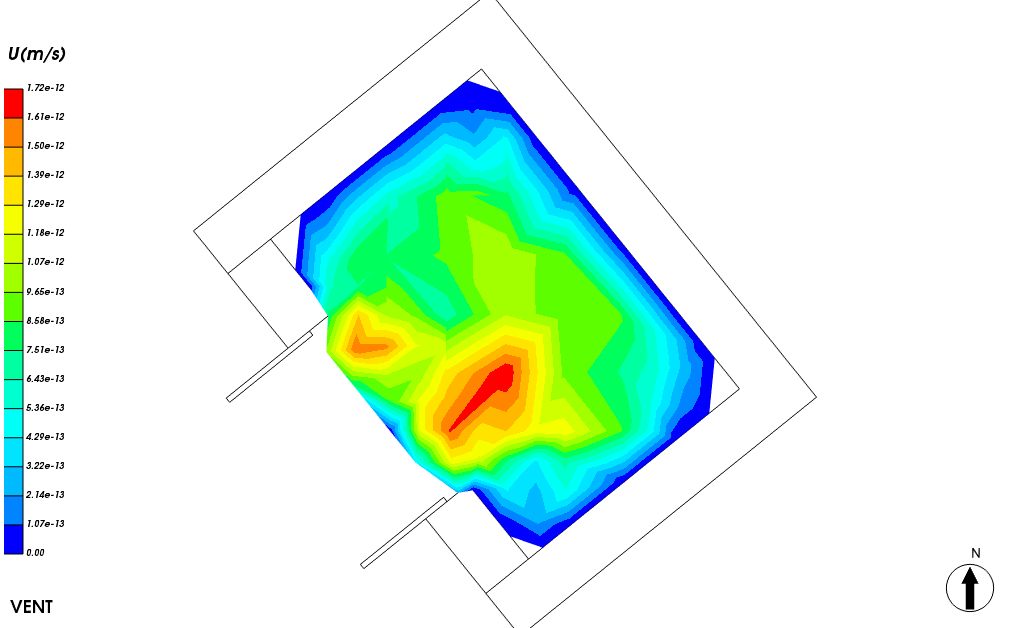 U(m/s)
1.72e-12
1.61e-12
1.50e-12
1.39e-12
1.29e-12
1.18e-12
1.07e-12
9.65e-13
8.58e-13
7.51e-13
6.43e-13
5.36e-13
4.29e-13
3.22e-13
2.14e-13
1.07e-13
0.00
N
VENT